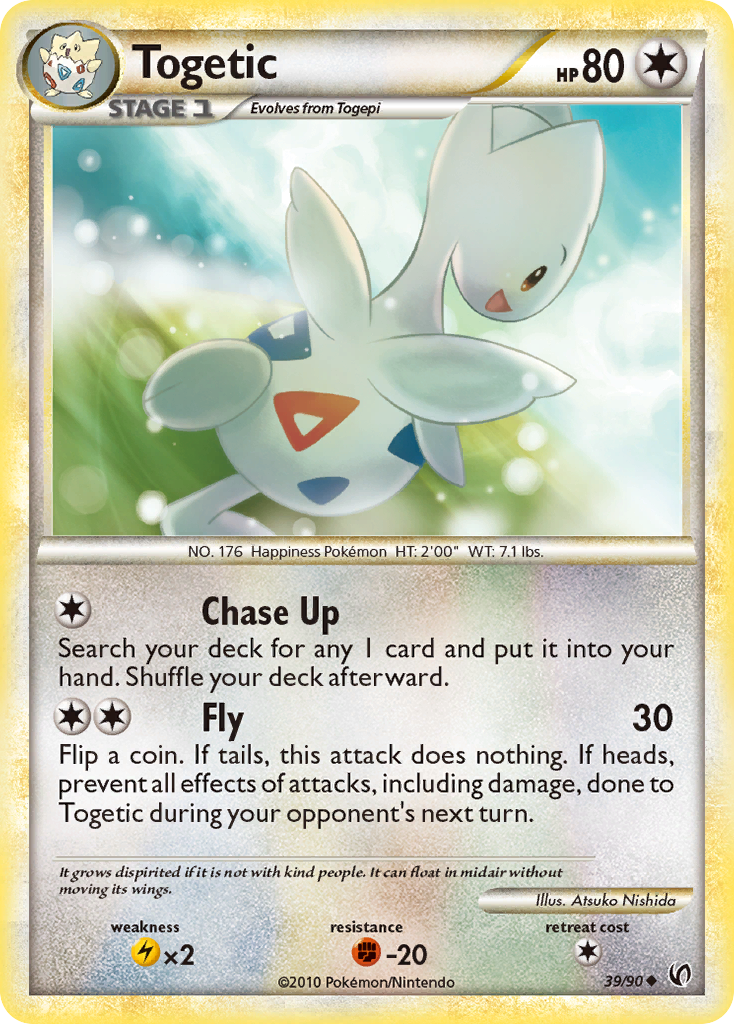 Togetic
HP 80
STAGE 1
Evolves from Togepi
NO. 176 Happiness Pokémon HT: 2'00" WT: 7.1 lbs.
Chase Up
Search your deck for any 1 card and put it into your
hand. Shuffle your deck afterward.
Fly 30
Flip a coin. If tails, this attack does nothing. If heads,
prevent all effects of attacks, including damage, done to
Togetic during your opponent's next turn.
It grows dispirited if it is not with kind people. It can float in midair without
moving its wings.
Illus. Atsuko Nishida
weakness resistance retreat cost
×2 -20
©2010 Pokémon/Nintendo 39/90